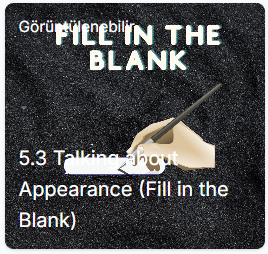 Görüntülenebilir
FILL IN THE
BLANK
5.3 Talking about
Appearance (Fill in the
Blank)